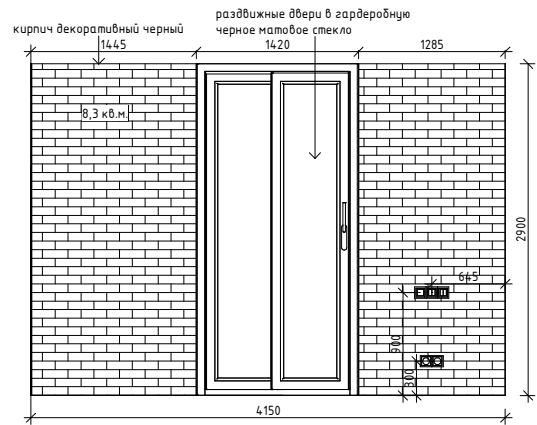 раздвижные двери в гардеробную
черное матовое стекло
кирпич декоративный черный
1445
1420
1285
8,3 кв.м.
2900
645
900
300
4150